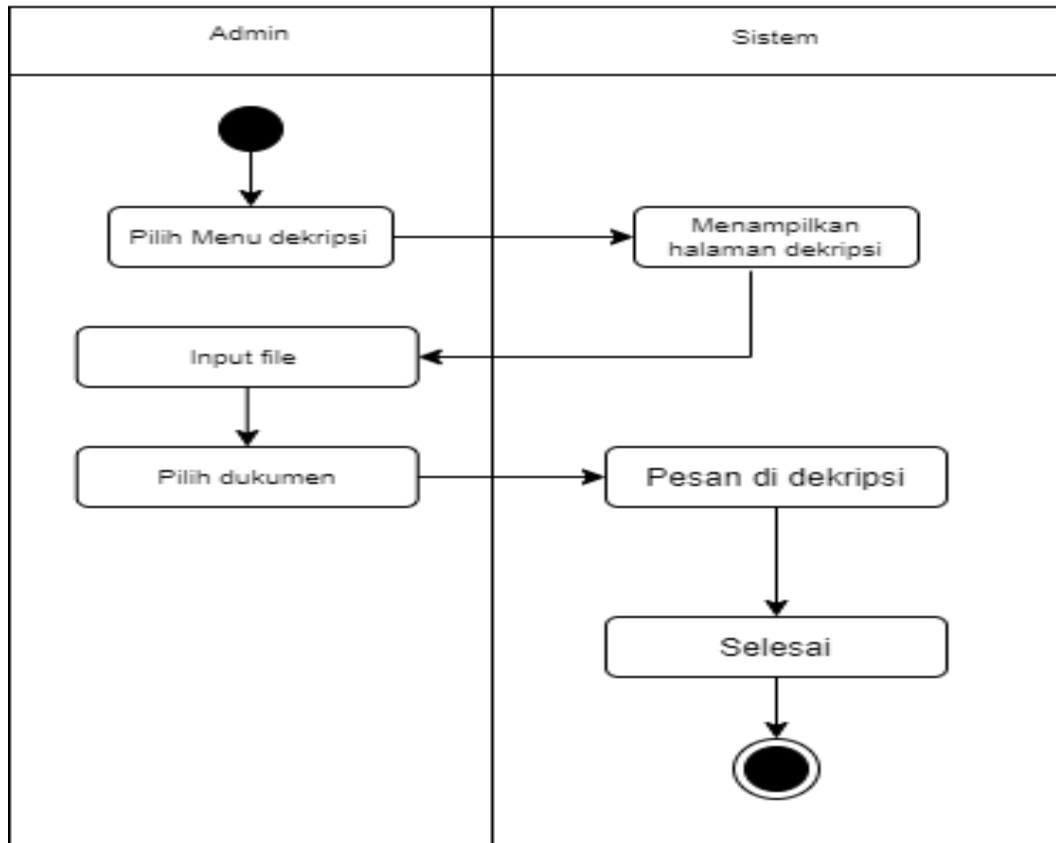 Admin
Sistem
Pilih Menu dekripsi
Menampilkan
halaman dekripsi
Input file
Pilih dukumen
Pesan di dekripsi
Selesai